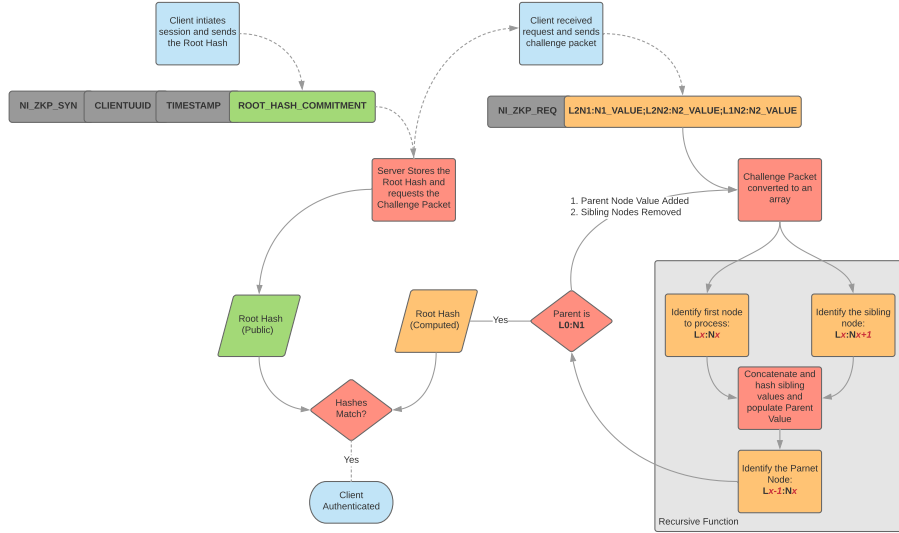 Client intiates
session and sends
the Root Hash
Client received
request and sends
challenge packet
NI_ZKP_SYN
CLIENTUUID
TIMESTAMP
ROOT_HASH_COMMITMENT
NI_ZKP_REQ
L2N1:N1_VALUE;L2N2:N2_VALUE;L1N2:N2_VALUE
Server Stores the
Root Hash and
requests the
Challenge Packet
Challenge Packet
converted to an
array
1. Parent Node Value Added
2. Sibling Nodes Removed
Root Hash
(Public)
Root Hash
(Computed)
Yes
Parent is
L0:N1
Identify first node
to process:
Lx:Nx
Identify the sibling
node:
Lx:Nx+1
Concatenate and
hash sibling
values and
populate Parent
Value
Hashes
Match?
Yes
Identify the Parnet
Node:
Lx-1:Nx
Client
Authenticated
Recursive Function